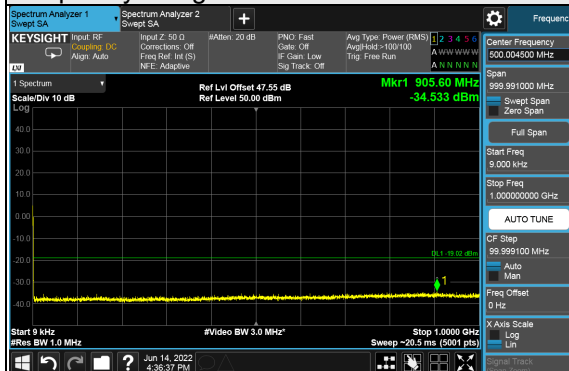 Spectrum Analyzer 1
Swept SA
Spectrum Analyzer 2
Swept SA
+
Frequenc
KEYSIGHT
LXI
Input: RF
Coupling: DC
Align: Auto
Input Z: 50 Ω
Corrections: Off
Freq Ref: Int (S)
NFE: Adaptive
#Atten: 20 dB
PNO: Fast
Gate: Off
IF Gain: Low
Sig Track: Off
Avg Type: Power (RMS)
Avg|Hold:>100/100
Trig: Free Run
1 2 3 4 5 6
A W W W W W
A N N N N N
1 Spectrum
Scale/Div 10 dB
Ref Lvl Offset 47.55 dB
Ref Level 50.00 dBm
Mkr1 905.60 MHz
-34.533 dBm
Log
40.0
30.0
20.0
10.0
0.00
-10.0
-20.0
-30.0
-40.0
DL1 -19.02 dBm
1
Start 9 kHz
#Res BW 1.0 MHz
#Video BW 3.0 MHz*
Stop 1.0000 GHz
Sweep ~20.5 ms (5001 pts)
Jun 14, 2022
4:36:37 PM
Center Frequency
500.004500 MHz
Span
999.991000 MHz
Swept Span
Zero Span
Full Span
Start Freq
9.000 kHz
Stop Freq
1.000000000 GHz
AUTO TUNE
CF Step
99.999100 MHz
Auto
Man
Freq Offset
0 Hz
X Axis Scale
Log
Lin
Signal Track